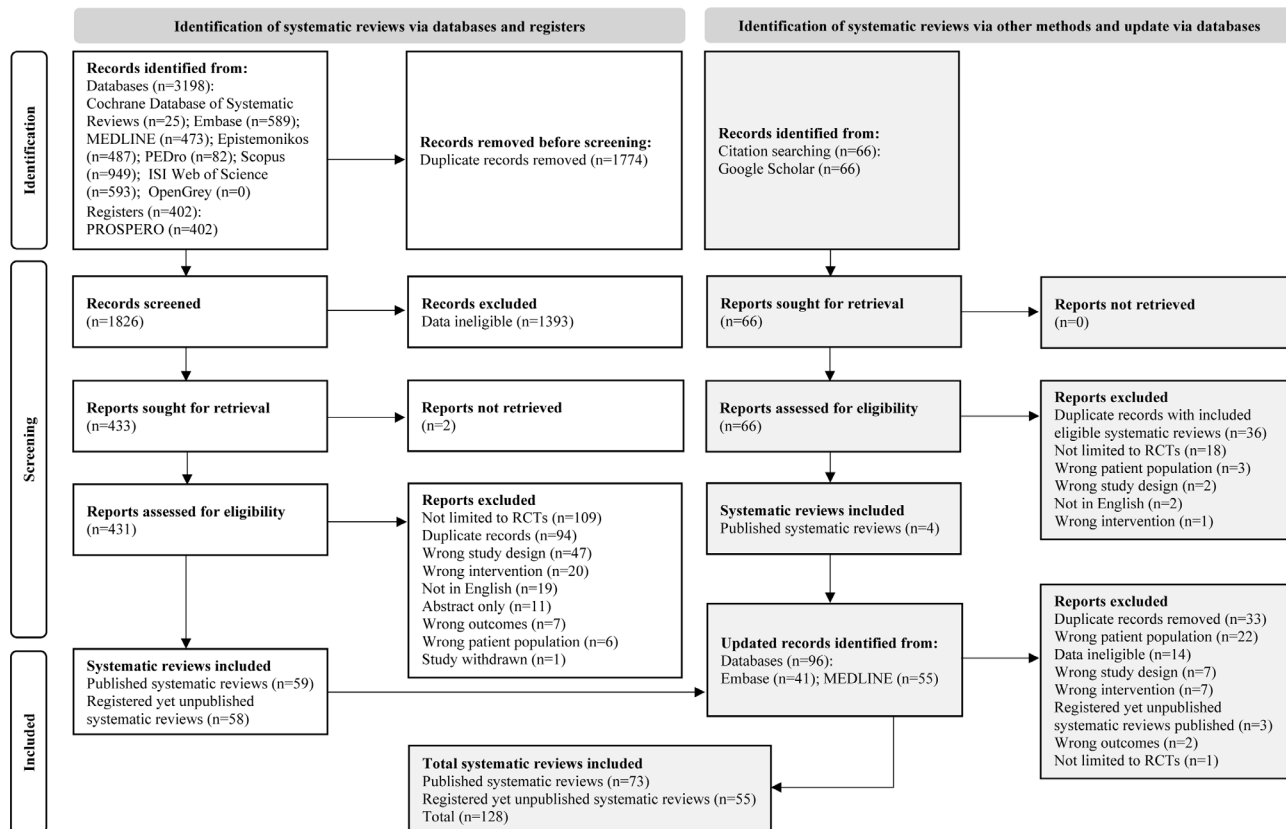 Identification of systematic reviews via databases and registers
Identification of systematic reviews via other methods and update via databases
Identification
Records identified from:
Databases (n=3198):
Cochrane Database of Systematic
Reviews (n=25); Embase (n=589);
MEDLINE (n=473); Epistemonikos
(n=487); PEDro (n=82); Scopus
(n=949); ISI Web of Science
(n=593); OpenGrey (n=0)
Registers (n=402):
PROSPERO (n=402)
Records removed before screening:
Duplicate records removed (n=1774)
Records identified from:
Citation searching (n=66):
Google Scholar (n=66)
Screening
Records screened
(n=1826)
Records excluded
Data ineligible (n=1393)
Reports sought for retrieval
(n=66)
Reports not retrieved
(n=0)
Reports sought for retrieval
(n=433)
Reports not retrieved
(n=2)
Reports assessed for eligibility
(n=66)
Reports excluded
Duplicate records with included
eligible systematic reviews (n=36)
Not limited to RCTs (n=18)
Wrong patient population (n=3)
Wrong study design (n=2)
Not in English (n=2)
Wrong intervention (n=1)
Reports assessed for eligibility
(n=431)
Reports excluded
Not limited to RCTs (n=109)
Duplicate records (n=94)
Wrong study design (n=47)
Wrong intervention (n=20)
Not in English (n=19)
Abstract only (n=11)
Wrong outcomes (n=7)
Wrong patient population (n=6)
Study withdrawn (n=1)
Systematic reviews included
Published systematic reviews (n=4)
Included
Systematic reviews included
Published systematic reviews (n=59)
Registered yet unpublished
systematic reviews (n=58)
Updated records identified from:
Databases (n=96):
Embase (n=41); MEDLINE (n=55)
Reports excluded
Duplicate records removed (n=33)
Wrong patient population (n=22)
Data ineligible (n=14)
Wrong study design (n=7)
Wrong intervention (n=7)
Registered yet unpublished
systematic reviews published (n=3)
Wrong outcomes (n=2)
Not limited to RCTs (n=1)
Total systematic reviews included
Published systematic reviews (n=73)
Registered yet unpublished systematic reviews (n=55)
Total (n=128)